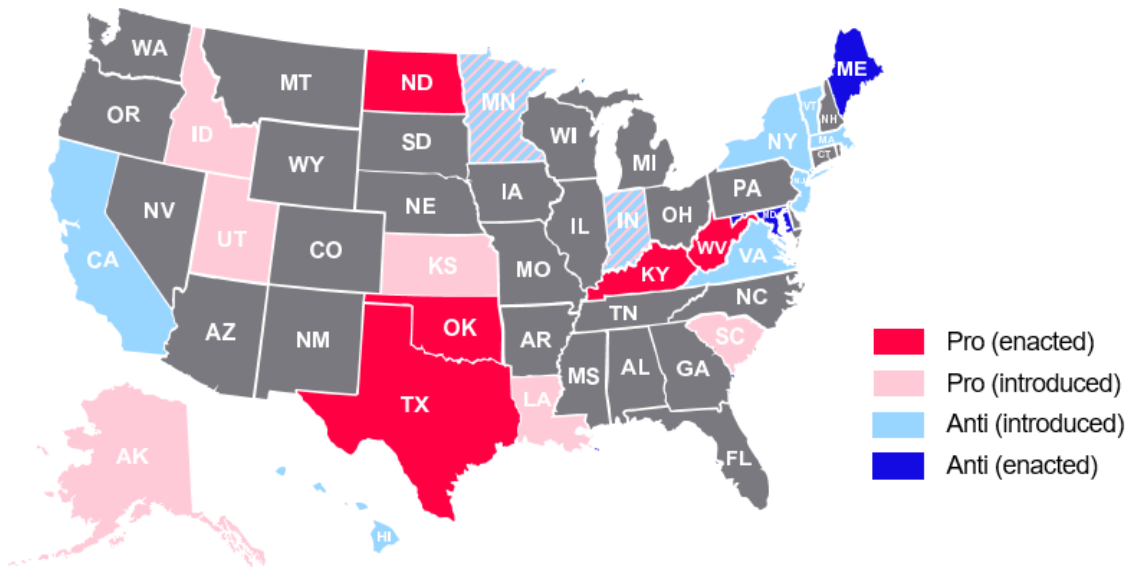 WA
MT
ND
MN
ME
OR
ID
SD
WI
MI
NY
VT
NH
MA
CT
WY
NE
IA
PA
NJ
NV
UT
CO
KS
IL
IN
OH
MD
WV
VA
CA
MO
KY
AZ
NM
OK
AR
TN
NC
SC
TX
LA
MS
AL
GA
FL
AK
HI
Pro (enacted)
Pro (introduced)
Anti (introduced)
Anti (enacted)